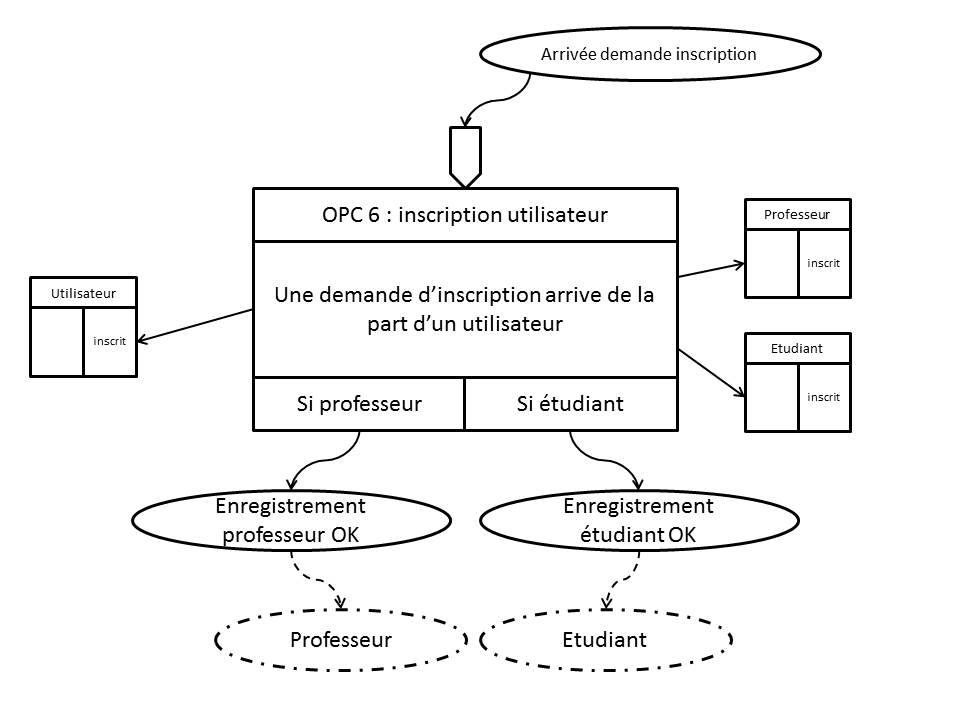 Arrivée demande inscription
OPC 6 : inscription utilisateur
Professeur
inscrit
Une demande d’inscription arrive de la
part d’un utilisateur
Utilisateur
inscrit
Etudiant
inscrit
Si professeur
Si étudiant
Enregistrement
professeur OK
Enregistrement
étudiant OK
Professeur
Etudiant